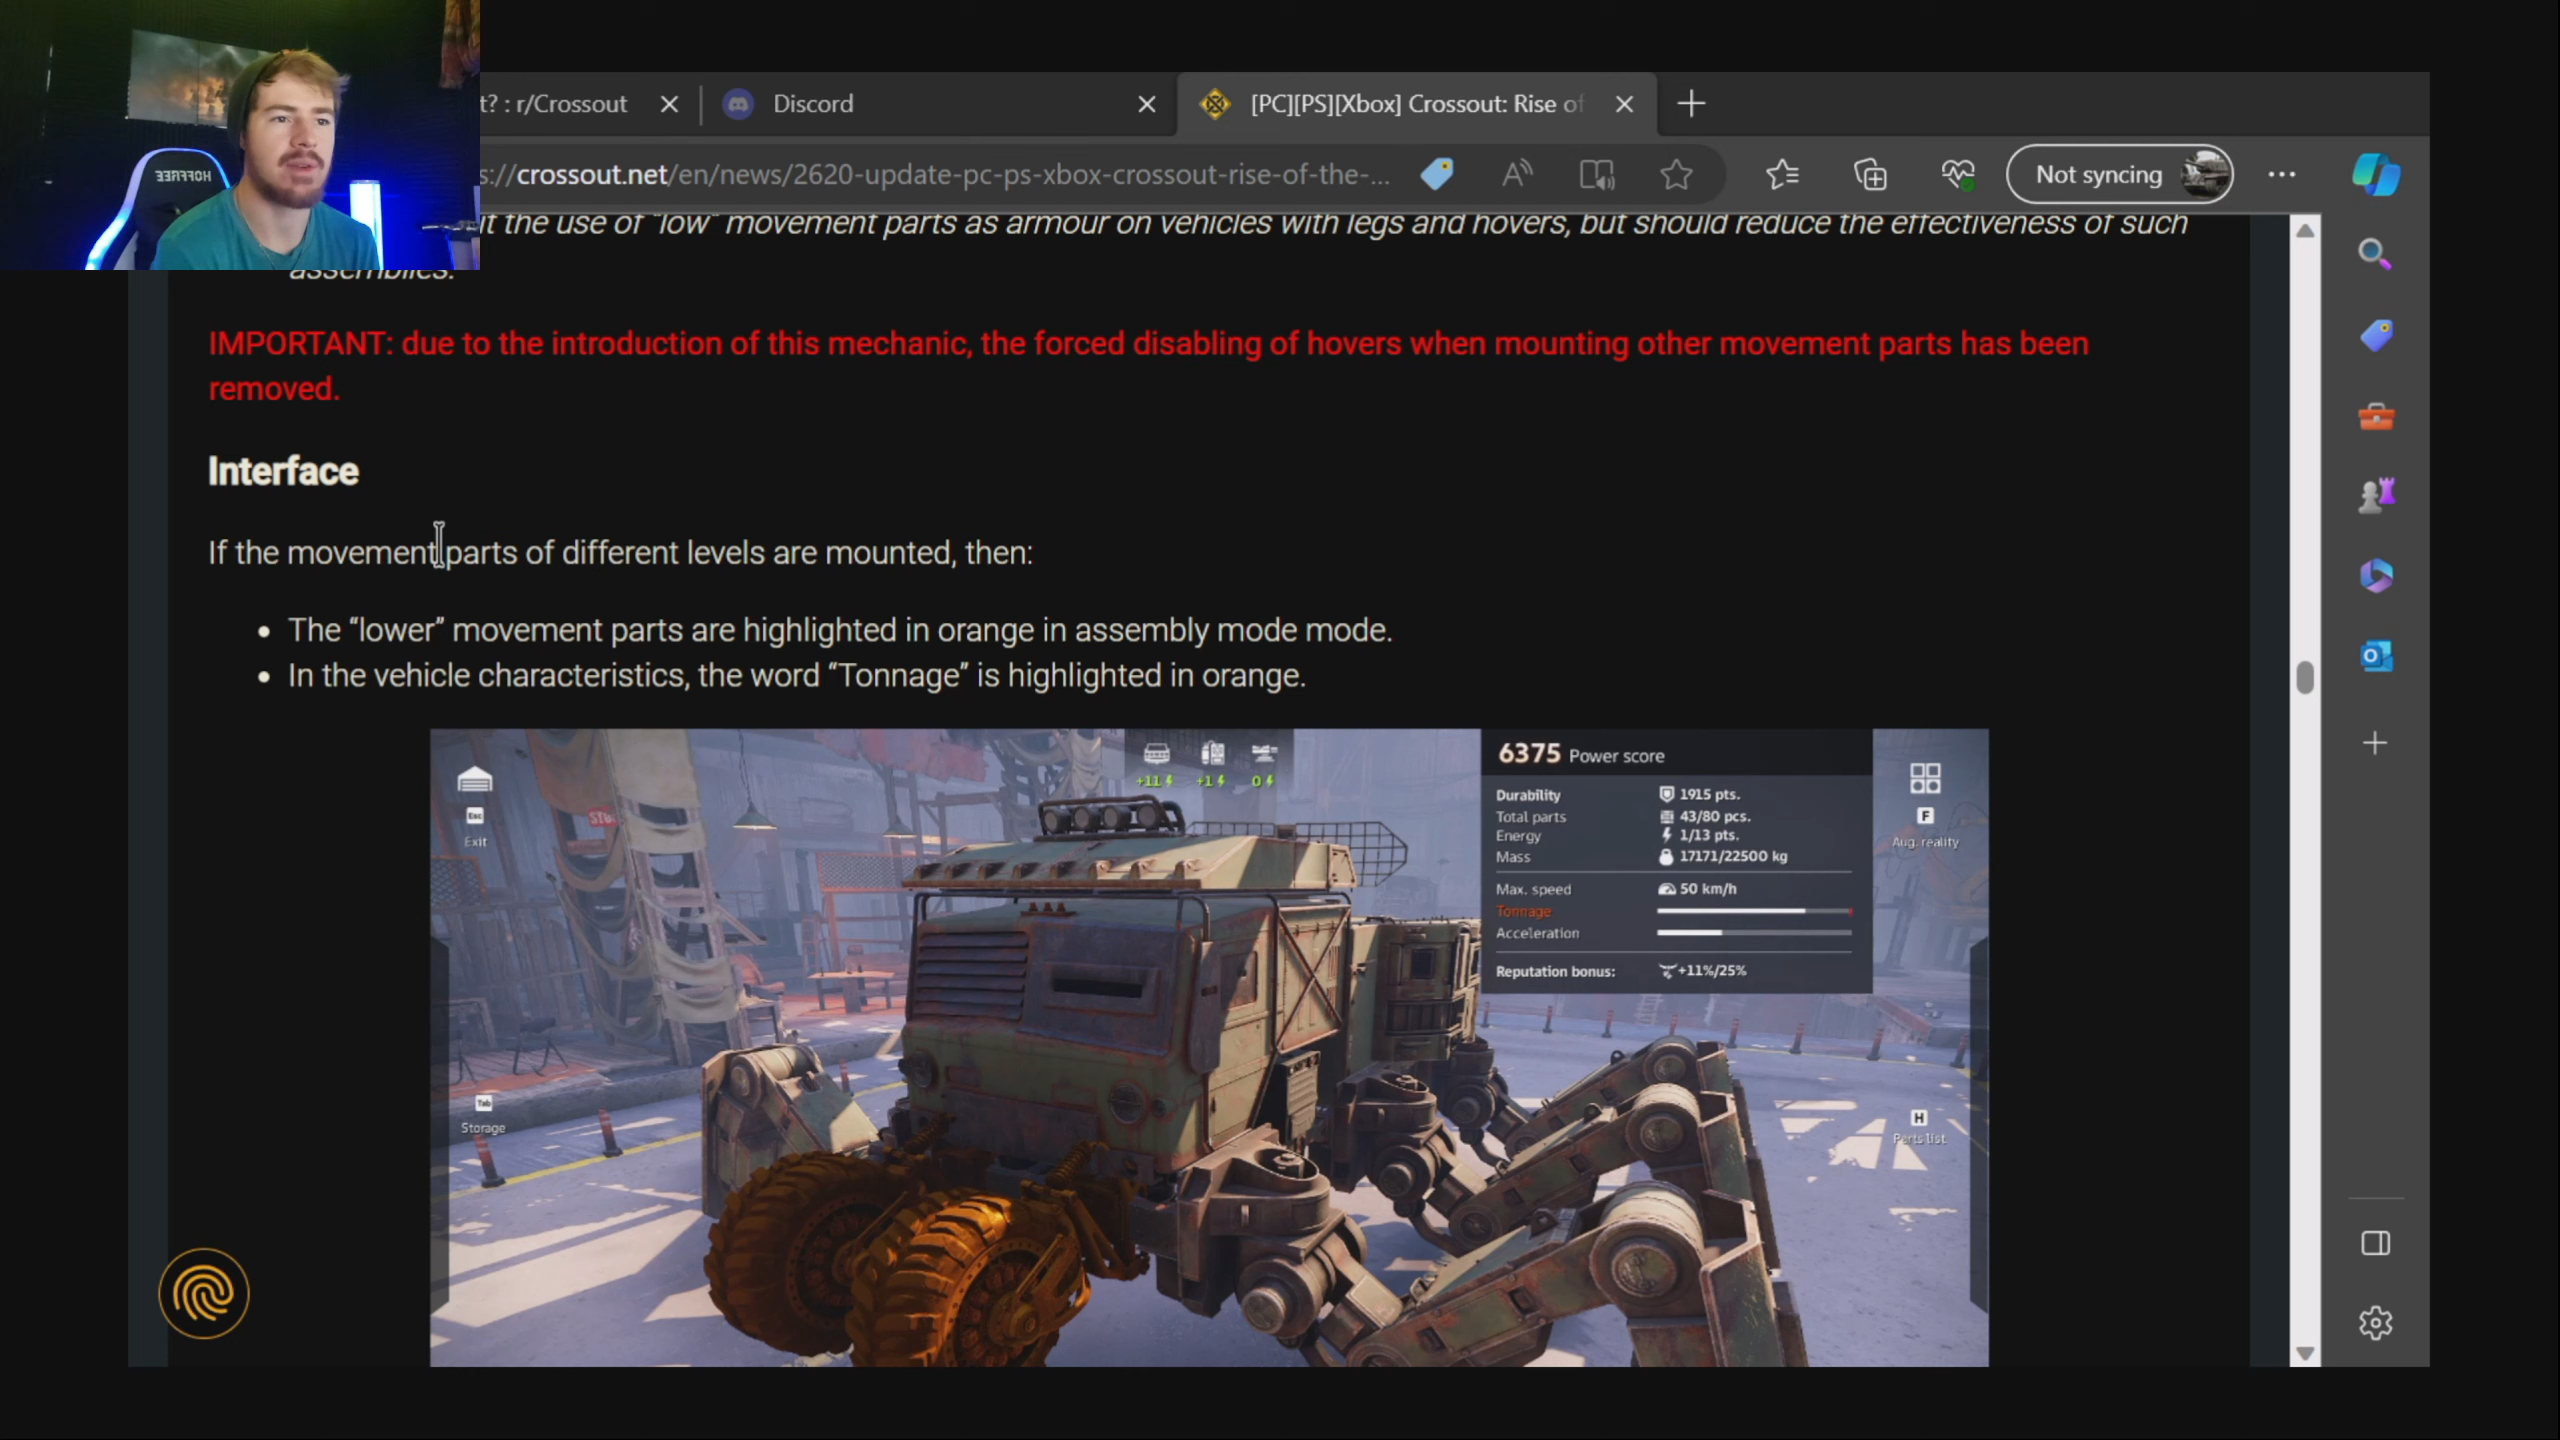 t? : r/Crossout
Discord
[PC][PS][Xbox] Crossout: Rise of
s://crossout.net/en/news/2620-update-pc-ps-xbox-crossout-rise-of-the-...
Not syncing
it the use of “low” movement parts as armour on vehicles with legs and hovers, but should reduce the effectiveness of such
assemblies.
IMPORTANT: due to the introduction of this mechanic, the forced disabling of hovers when mounting other movement parts has been
removed.
Interface
If the movement parts of different levels are mounted, then:
• The “lower” movement parts are highlighted in orange in assembly mode mode.
• In the vehicle characteristics, the word “Tonnage” is highlighted in orange.
+11 +1 0
6375 Power score
Durability 1915 pts.
Total parts 43/80 pcs.
Energy 1/13 pts.
Mass 17171/22500 kg
Max. speed 50 km/h
Tonnage
Acceleration
Reputation bonus: +11%/25%
Esc
Exit
F
Aug. reality
Tab
Storage
H
Parts list